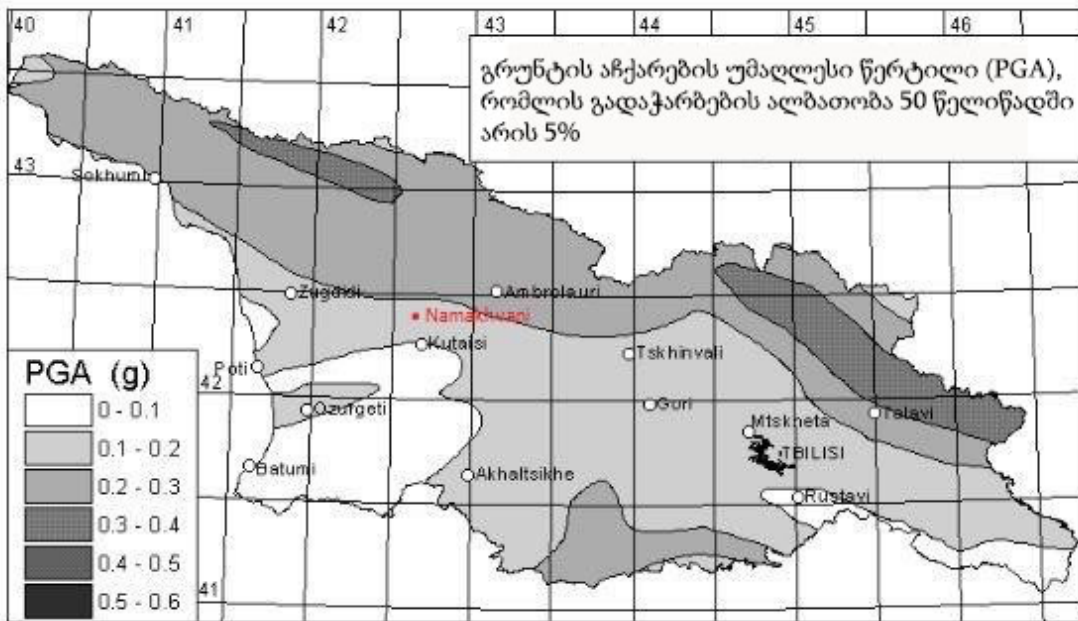 40 41 42 43 44 45 46
გრუნტის აჩქარების უმაღლესი წერტილი (PGA),
რომლის გადაჭარბების ალბათობა 50 წელიწადში
არის 5%
43
Sokhumi
Zugdidi
Ambrolauri
Namakhvani
Kutaisi
Tskhinvali
Poti
42
Ozurgeti
Gori
Telavi
Mtskheta
TBILISI
Batumi
Akhaltsikhe
Rustavi
41
PGA (g)
0 - 0.1
0.1 - 0.2
0.2 - 0.3
0.3 - 0.4
0.4 - 0.5
0.5 - 0.6